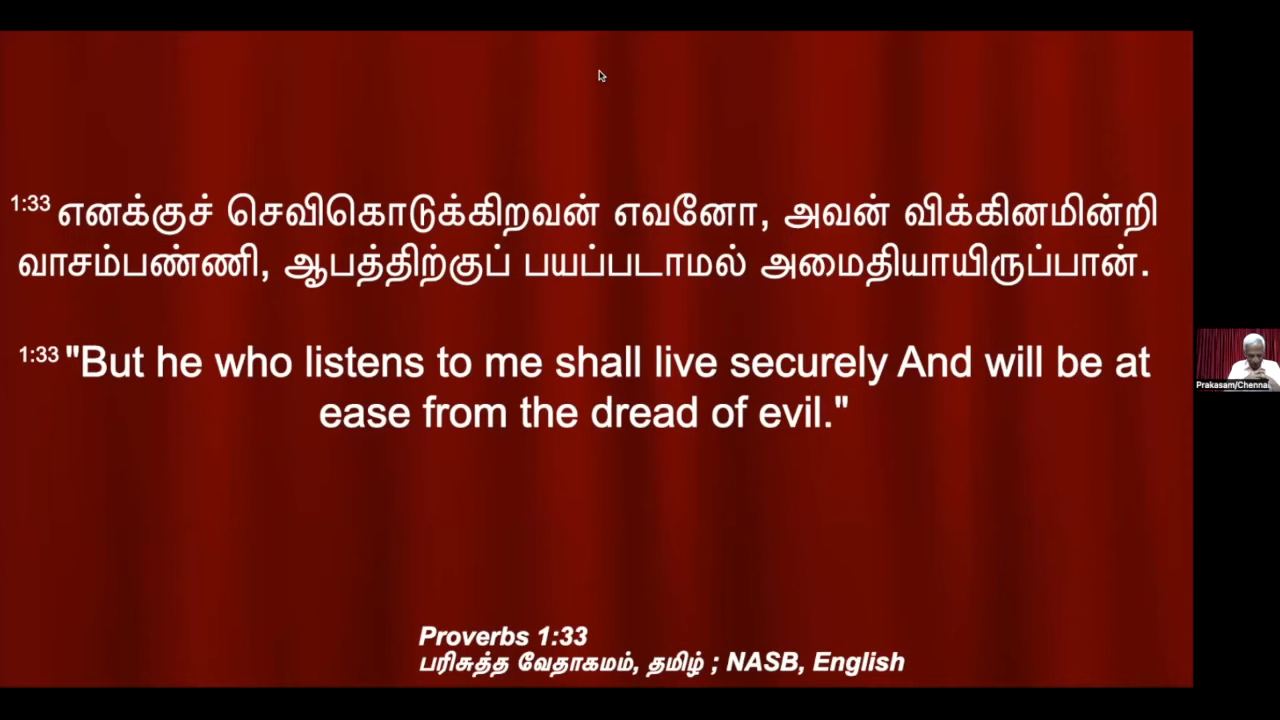 1:33 எனக்குச் செவிகொடுக்கிறவன் எவனோ, அவன் விக்கினமின்றி
வாசம்பண்ணி, ஆபத்திற்குப் பயப்படாமல் அமைதியாயிருப்பான்.
1:33 "But he who listens to me shall live securely And will be at
ease from the dread of evil."
Prakasam/Chennai
Proverbs 1:33
பரிசுத்த வேதாகமம், தமிழ் ; NASB, English